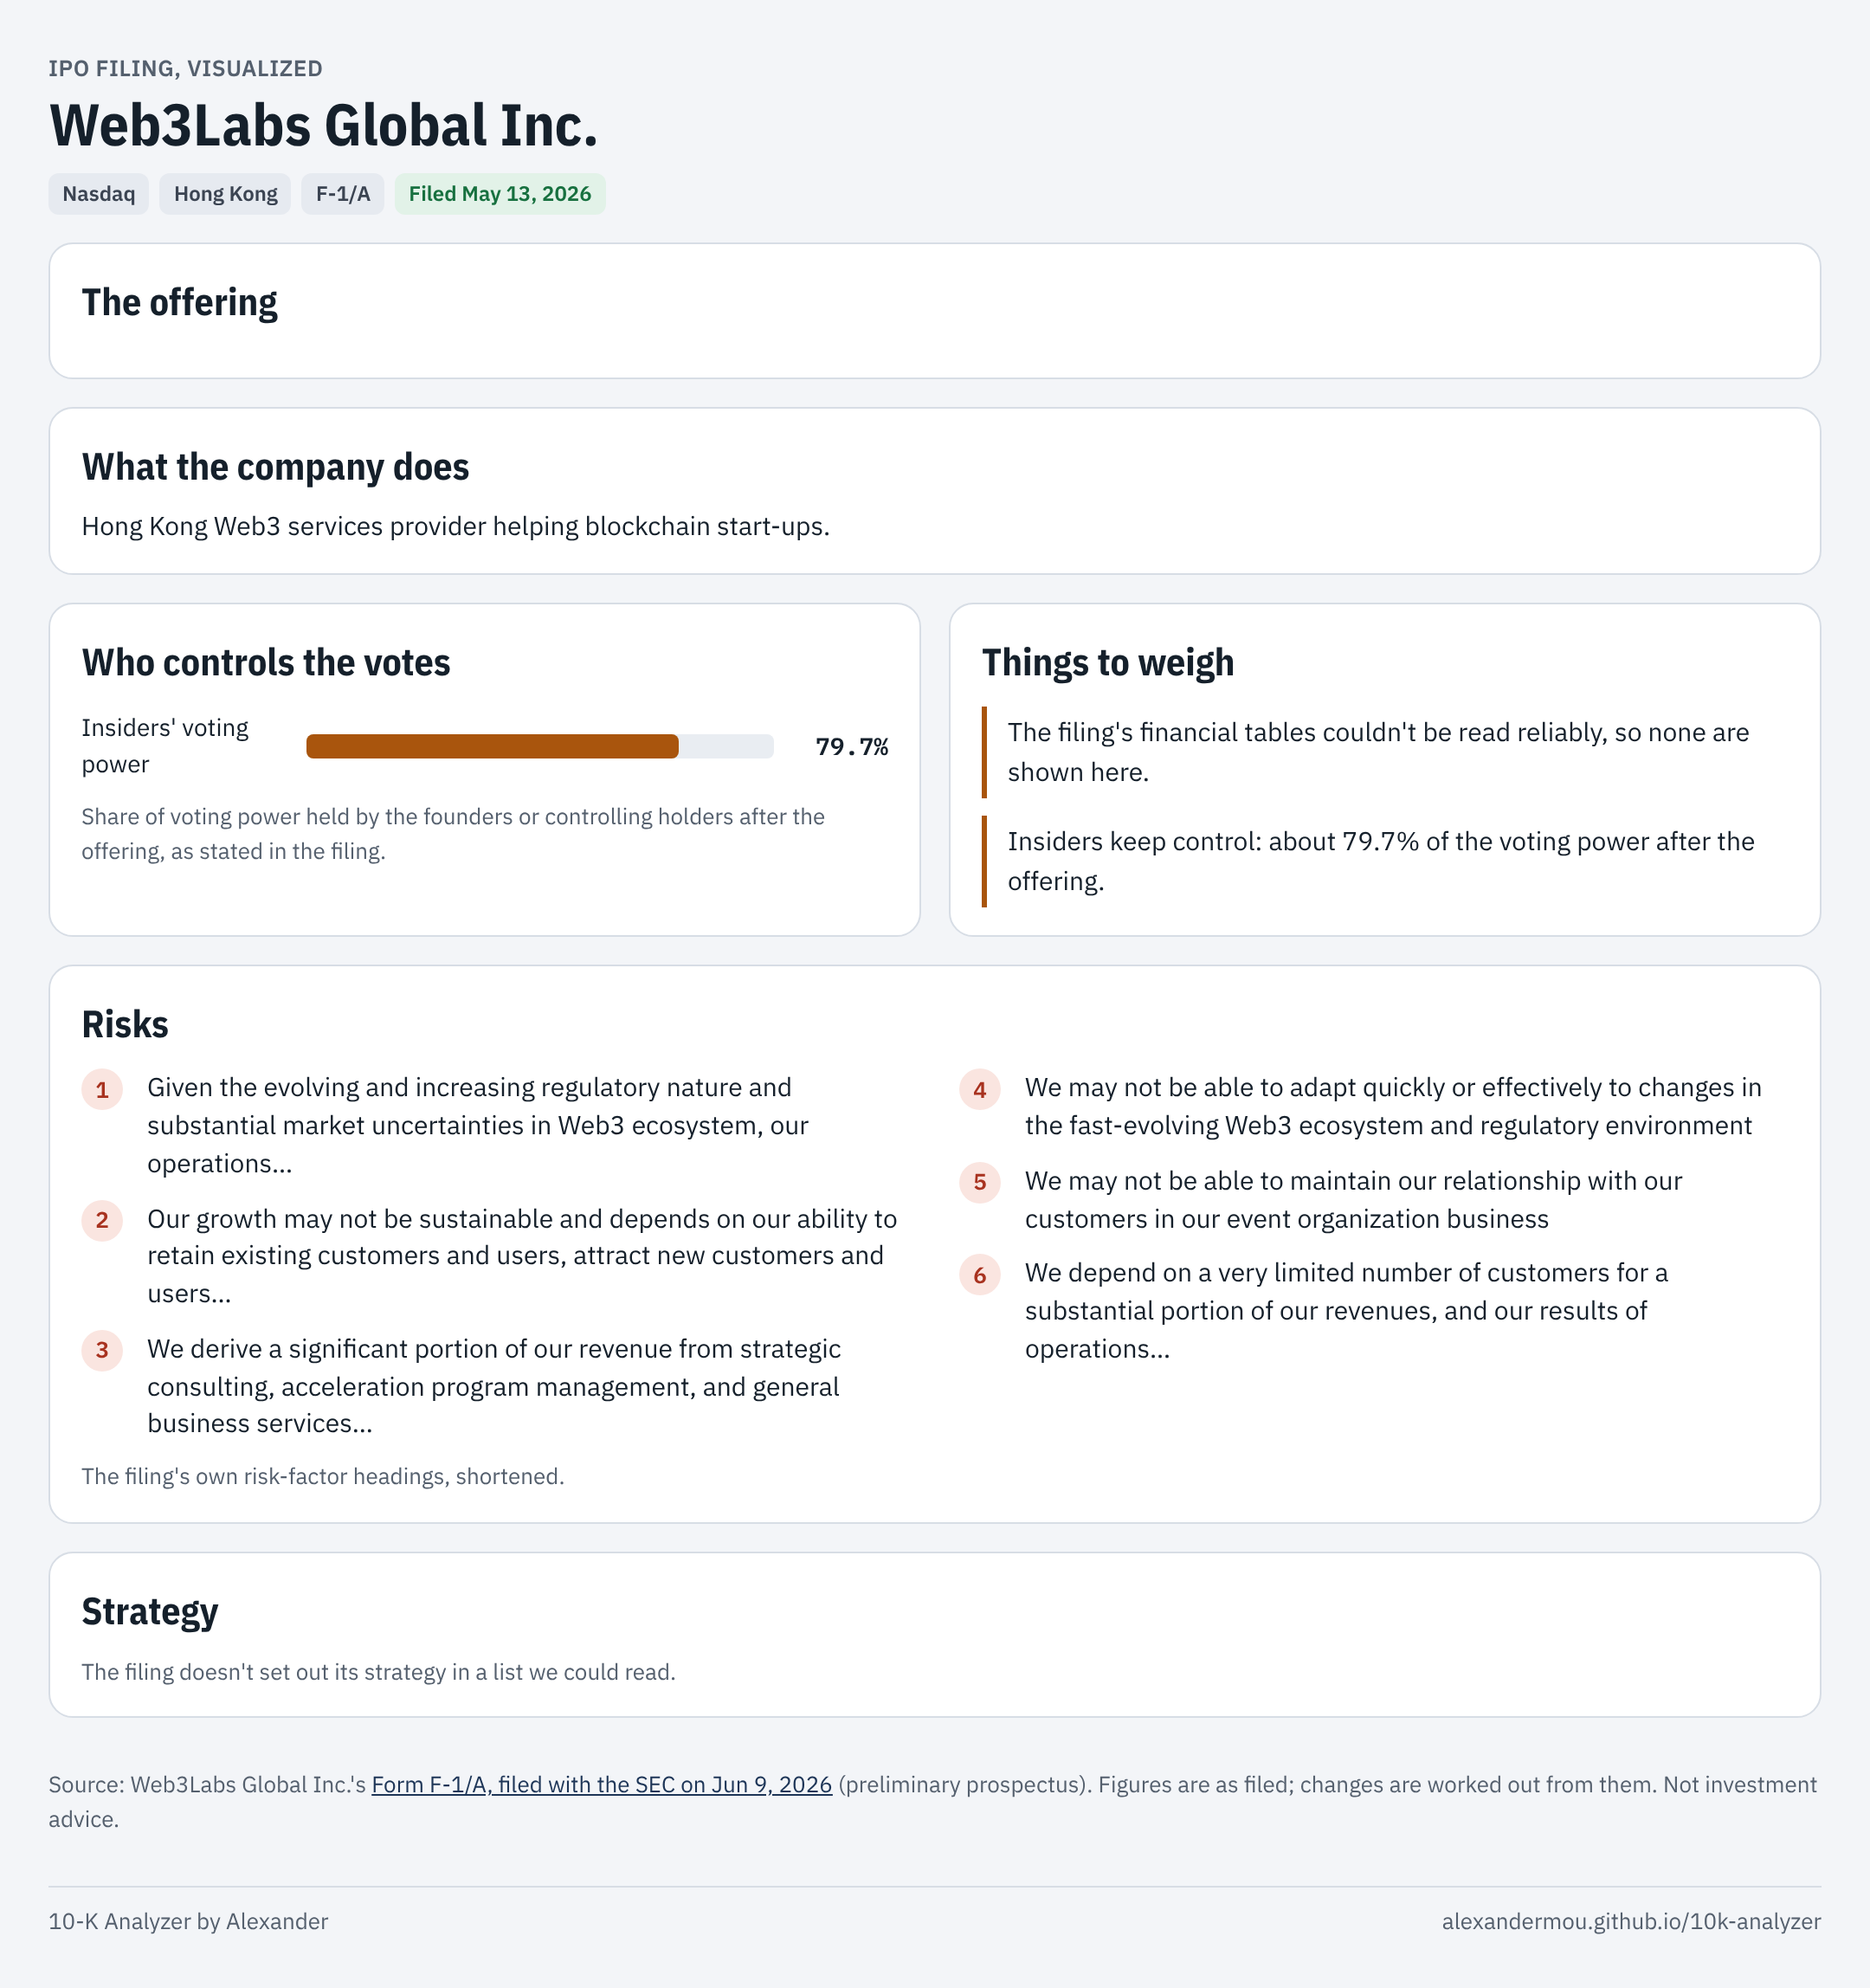 IPO FILING, VISUALIZED
Web3Labs Global Inc.
Nasdaq Hong Kong F-1/A Filed May 13, 2026
The offering
What the company does
Hong Kong Web3 services provider helping blockchain start-ups.
Who controls the votes
Insiders' voting
power
79.7%
Share of voting power held by the founders or controlling holders after the
offering, as stated in the filing.
Things to weigh
The filing's financial tables couldn't be read reliably, so none are
shown here.
Insiders keep control: about 79.7% of the voting power after the
offering.
Risks
1 Given the evolving and increasing regulatory nature and
substantial market uncertainties in Web3 ecosystem, our
operations...
2 Our growth may not be sustainable and depends on our ability to
retain existing customers and users, attract new customers and
users...
3 We derive a significant portion of our revenue from strategic
consulting, acceleration program management, and general
business services...
4 We may not be able to adapt quickly or effectively to changes in
the fast-evolving Web3 ecosystem and regulatory environment
5 We may not be able to maintain our relationship with our
customers in our event organization business
6 We depend on a very limited number of customers for a
substantial portion of our revenues, and our results of
operations...
The filing's own risk-factor headings, shortened.
Strategy
The filing doesn't set out its strategy in a list we could read.
Source: Web3Labs Global Inc.'s Form F-1/A, filed with the SEC on Jun 9, 2026 (preliminary prospectus). Figures are as filed; changes are worked out from them. Not investment
advice.
10-K Analyzer by Alexander
alexandermou.github.io/10k-analyzer